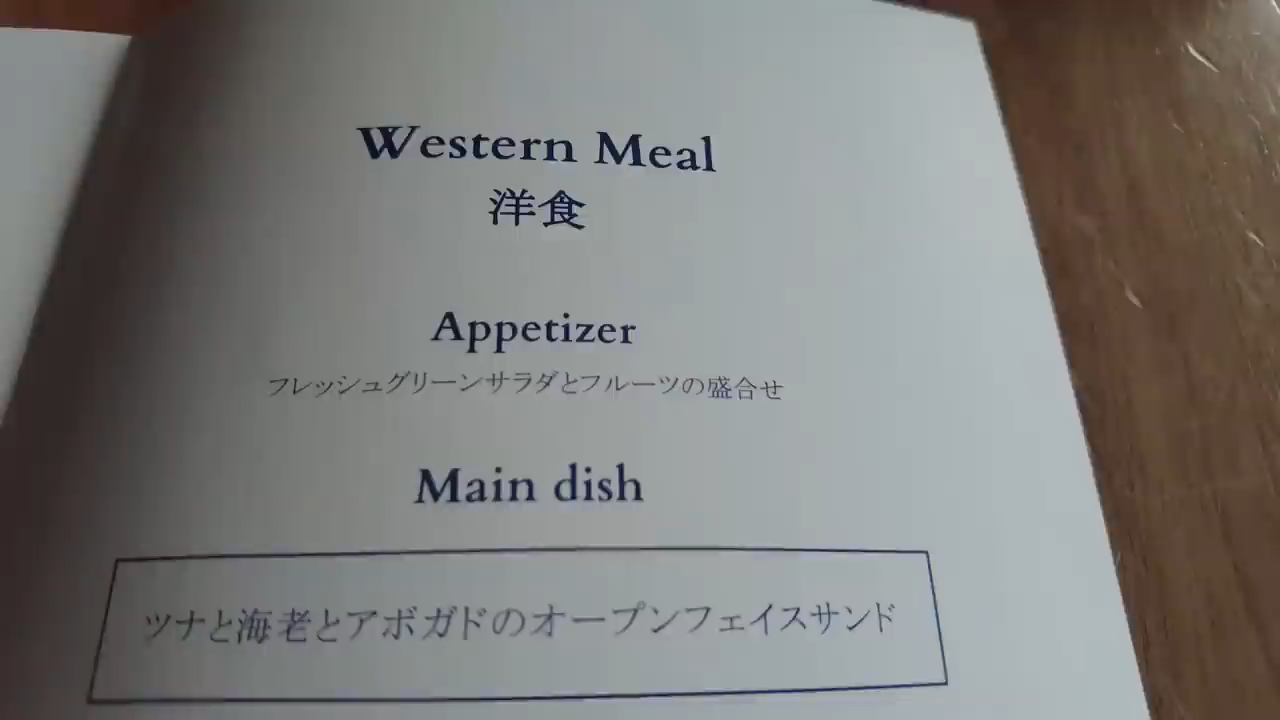 Western Meal
洋食
Appetizer
フレッシュグリーンサラダとフルーツの盛合せ
Main dish
ツナと海老とアボガドのオープンフェイスサンド